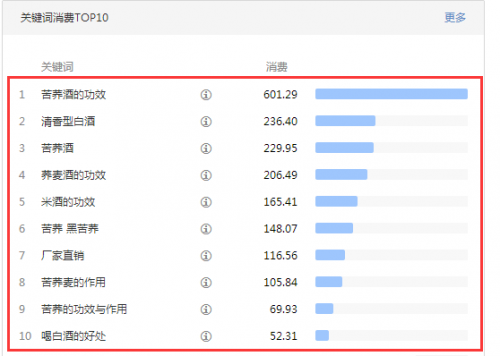 关键词消费TOP10 更多
关键词 消费
1 苦荞酒的功效 601.29
2 清香型白酒 236.40
3 苦荞酒 229.95
4 荞麦酒的功效 206.49
5 米酒的功效 165.41
6 苦荞 黑苦荞 148.07
7 厂家直销 116.56
8 苦荞麦的作用 105.84
9 苦荞的功效与作用 69.93
10 喝白酒的好处 52.31